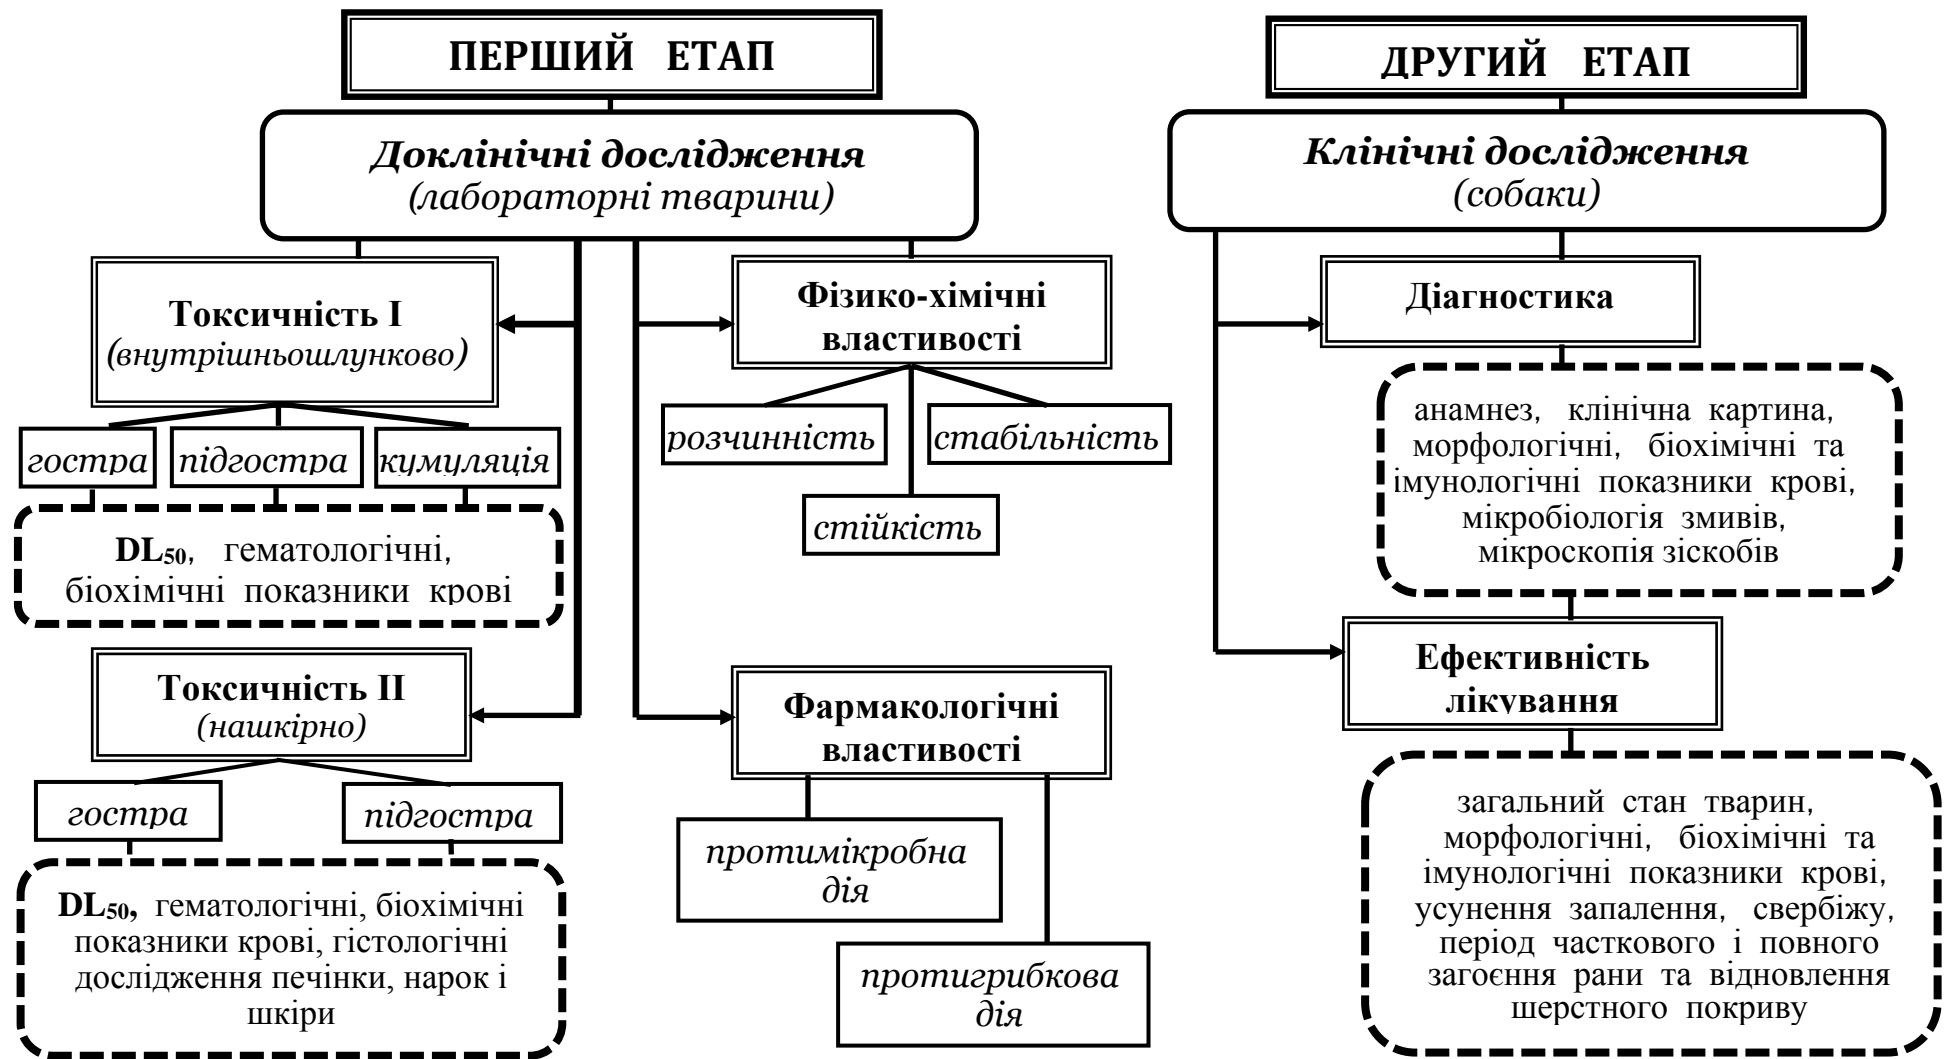 ПЕРШИЙ ЕТАП
Доклінічні дослідження
(лабораторні тварини)
Токсичність І
(внутрішньошлунково)
гостра
підгостра
кумуляція
DL₅₀, гематологічні,
біохімічні показники крові
Токсичність ІІ
(нашкірно)
гостра
підгостра
DL₅₀, гематологічні, біохімічні
показники крові, гістологічні
дослідження печінки, нарок і
шкіри
Фізико-хімічні
властивості
розчинність
стабільність
стійкість
Фармакологічні
властивості
протимікробна
дія
протигрибкова
дія
ДРУГИЙ ЕТАП
Клінічні дослідження
(собаки)
Діагностика
анамнез, клінічна картина,
морфологічні, біохімічні та
імунологічні показники крові,
мікробіологія змивів,
мікроскопія зіскобів
Ефективність
лікування
загальний стан тварин,
морфологічні, біохімічні та
імунологічні показники крові,
усунення запалення, свербіжу,
період часткового і повного
загоєння рани та відновлення
шерстного покриву